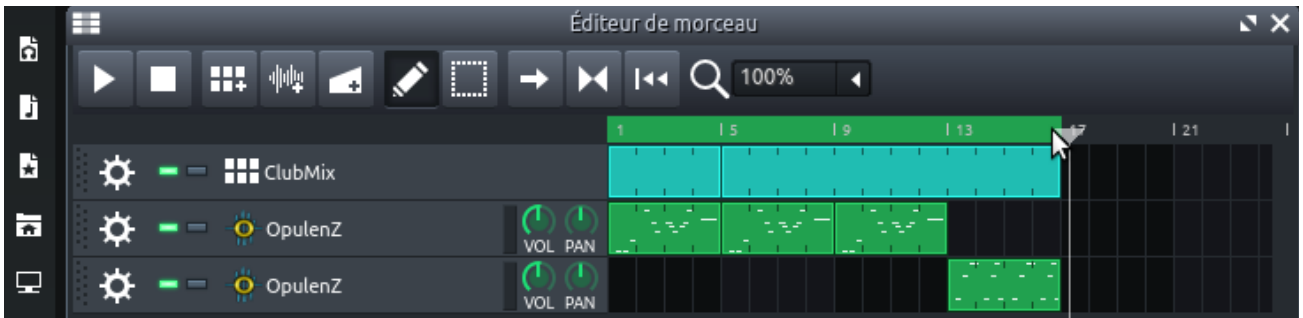 Éditeur de morceau
100%
1 5 9 13 17 21
ClubMix
OpulenZ VOL PAN
OpulenZ VOL PAN